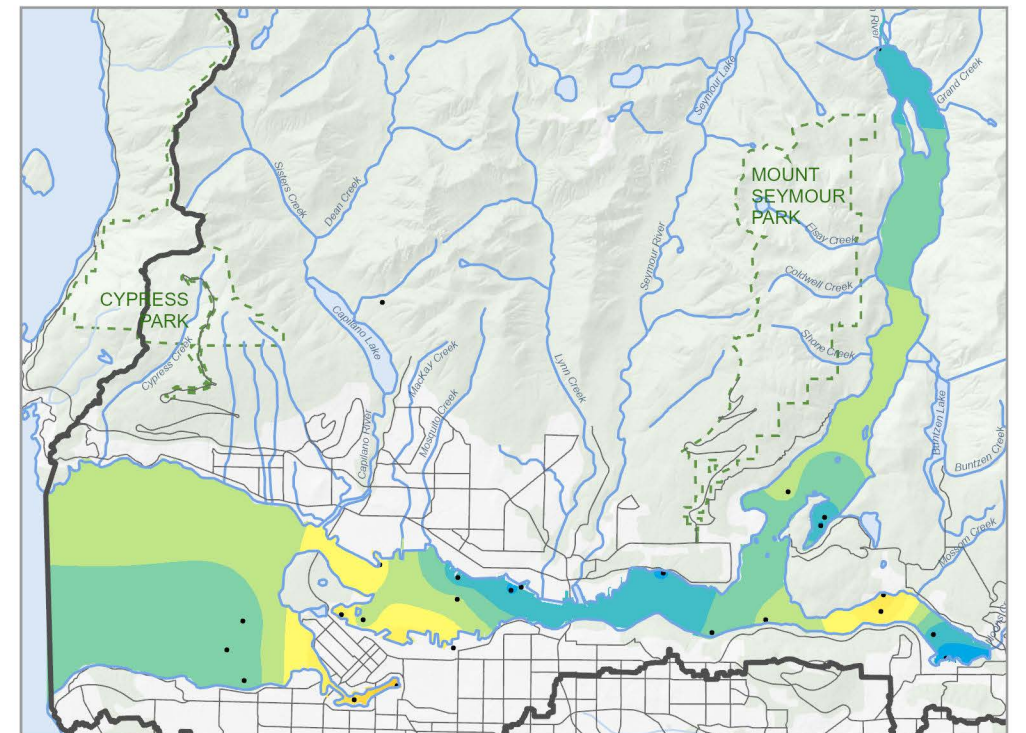 River
Grand Creek
Seymour Lake
Sisters Creek
Dean Creek
MOUNT
SEYMOUR
PARK
Elsay Creek
Seymour River
Coldwell Creek
CYPRESS
PARK
Capilano Lake
Cypress Creek
Shone Creek
MacKay Creek
Lynn Creek
Mosquito Creek
Buntzen Lake
Capilano River
Buntzen Creek
Mossom Creek